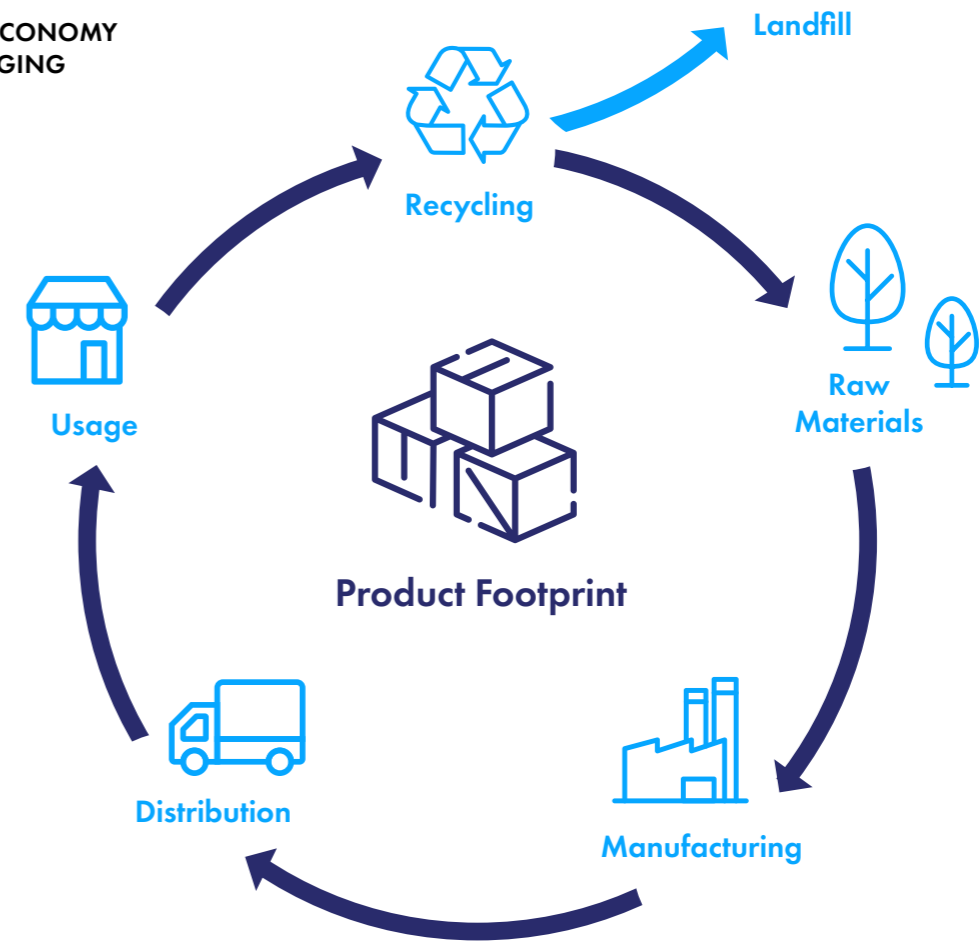 CONOMY
GING
Landfill
Recycling
Raw
Materials
Usage
Product Footprint
Distribution
Manufacturing